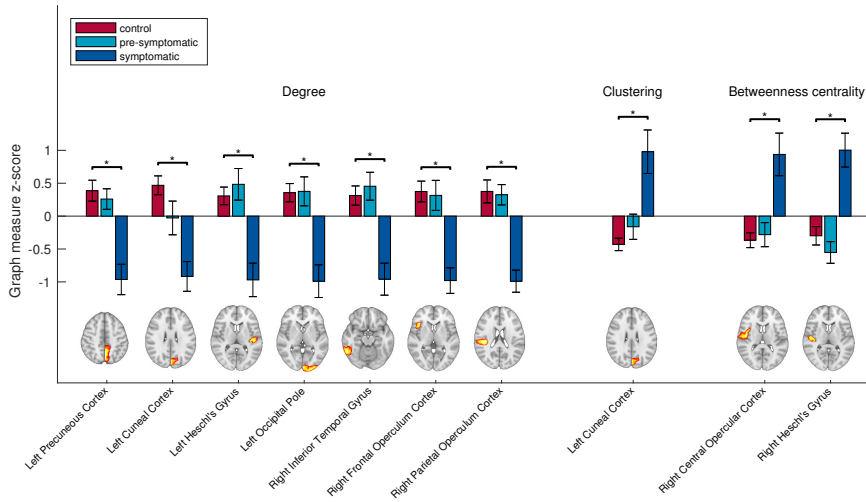 control
pre-symptomatic
symptomatic
Degree
Clustering
Betweenness centrality
Graph measure z-score
1
0.5
0
-0.5
-1
*
*
*
*
*
*
*
*
*
*
Left Precuneous Cortex
Left Cuneal Cortex
Left Heschl's Gyrus
Left Occipital Pole
Right Inferior Temporal Gyrus
Right Frontal Operculum Cortex
Right Parietal Operculum Cortex
Left Cuneal Cortex
Right Central Opercular Cortex
Right Heschl's Gyrus